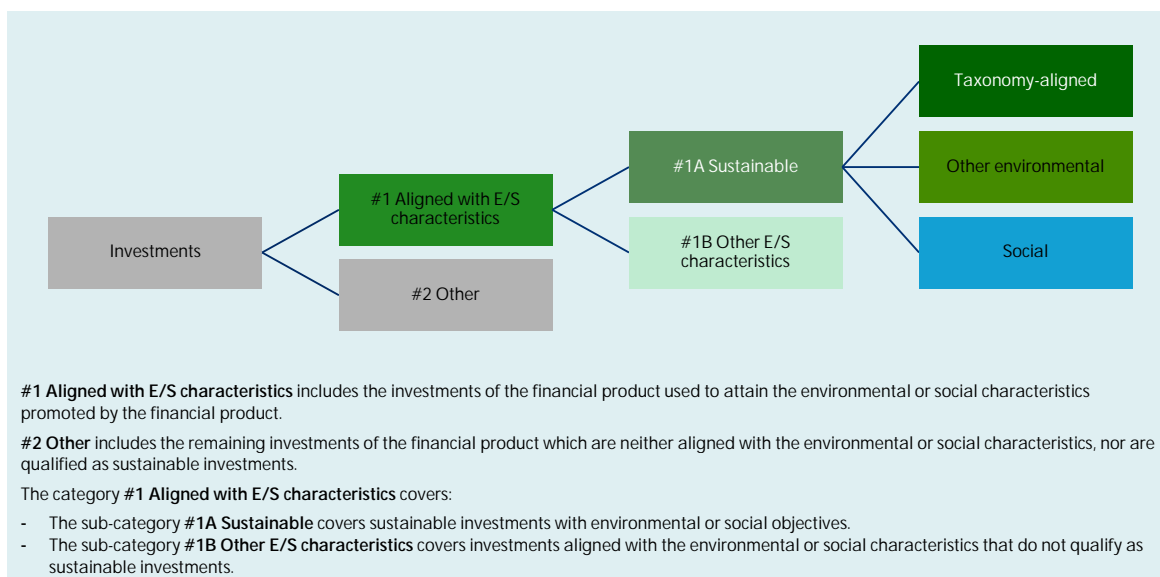 Taxonomy-aligned
#1A Sustainable
Other environmental
#1 Aligned with E/S
characteristics
#1B Other E/S
characteristics
Investments
Social
#2 Other
#1 Aligned with E/S characteristics includes the investments of the financial product used to attain the environmental or social characteristics
promoted by the financial product.
#2 Other includes the remaining investments of the financial product which are neither aligned with the environmental or social characteristics, nor are
qualified as sustainable investments.
The category #1 Aligned with E/S characteristics covers:
- The sub-category #1A Sustainable covers sustainable investments with environmental or social objectives.
- The sub-category #1B Other E/S characteristics covers investments aligned with the environmental or social characteristics that do not qualify as
sustainable investments.